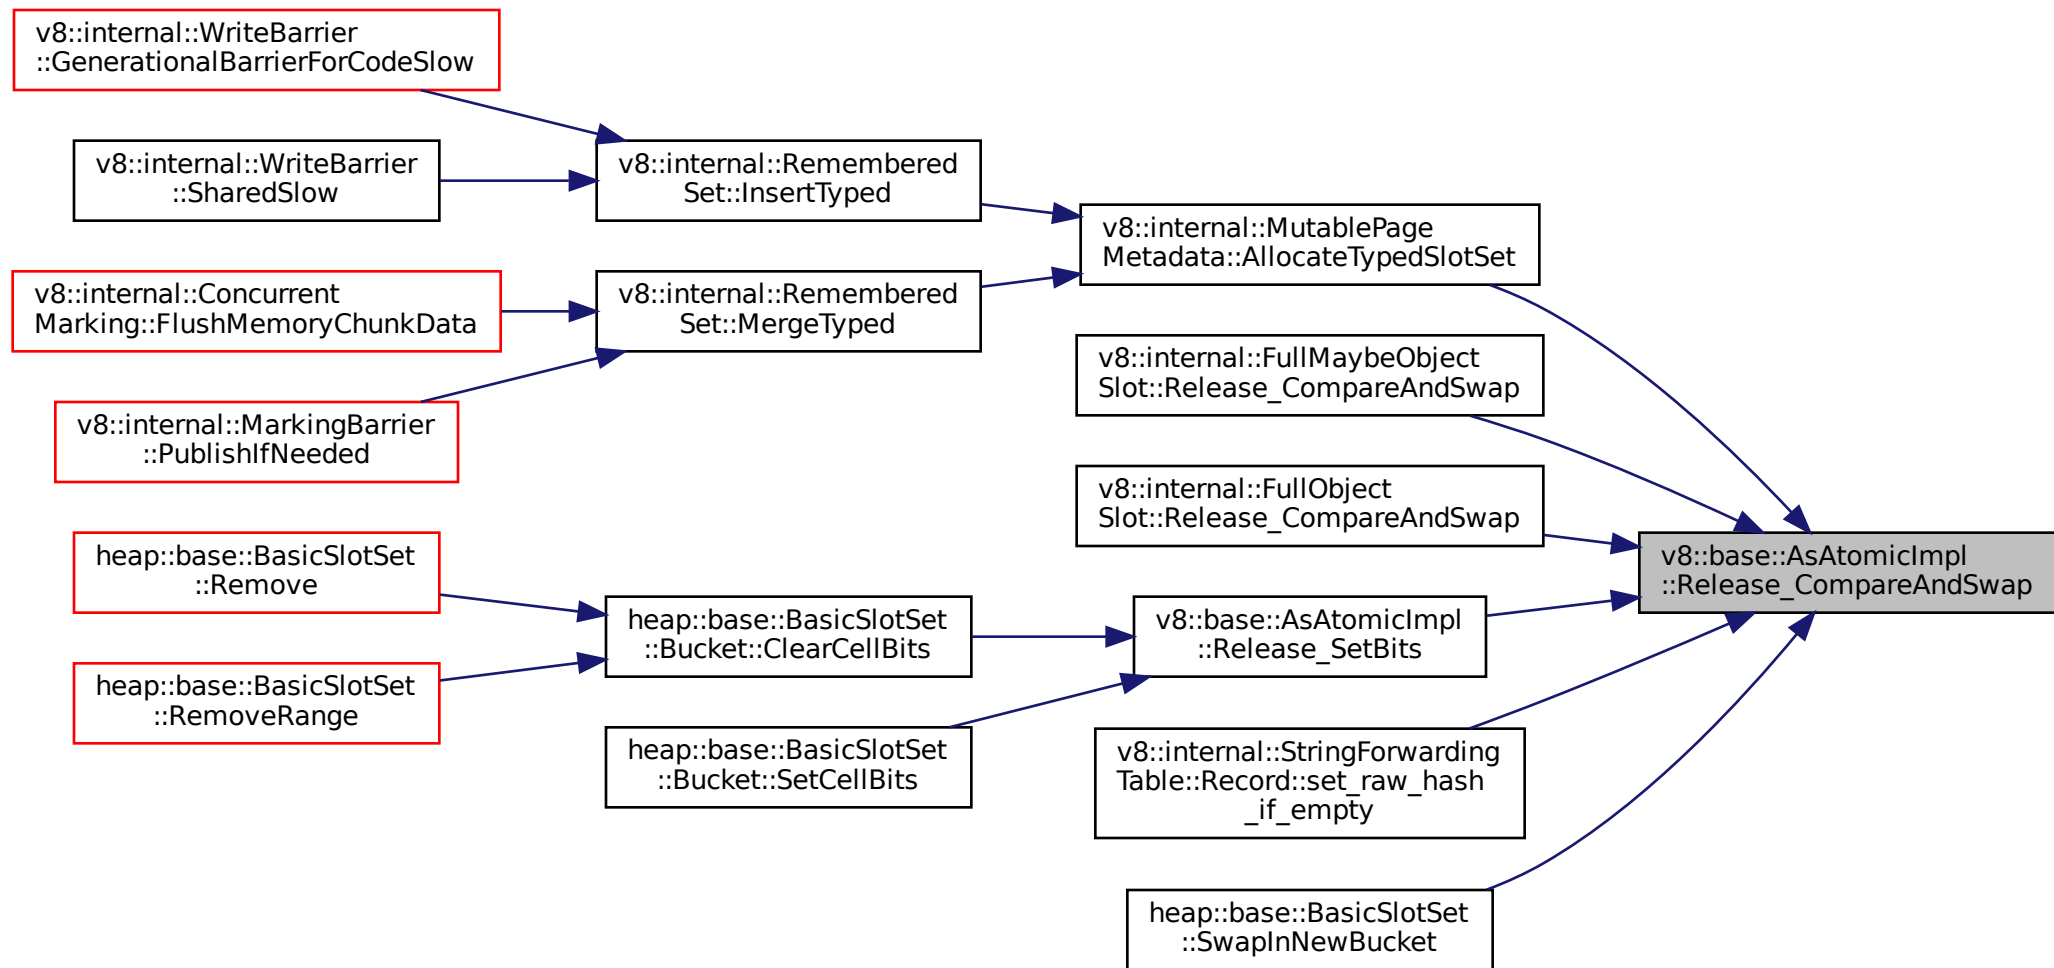 v8::internal::WriteBarrier
::GenerationalBarrierForCodeSlow
v8::internal::WriteBarrier
::SharedSlow
v8::internal::Concurrent
Marking::FlushMemoryChunkData
v8::internal::MarkingBarrier
::PublishIfNeeded
heap::base::BasicSlotSet
::Remove
heap::base::BasicSlotSet
::RemoveRange
v8::internal::Remembered
Set::InsertTyped
v8::internal::Remembered
Set::MergeTyped
heap::base::BasicSlotSet
::Bucket::ClearCellBits
heap::base::BasicSlotSet
::Bucket::SetCellBits
v8::internal::MutablePage
Metadata::AllocateTypedSlotSet
v8::internal::FullMaybeObject
Slot::Release_CompareAndSwap
v8::internal::FullObject
Slot::Release_CompareAndSwap
v8::base::AsAtomicImpl
::Release_SetBits
v8::internal::StringForwarding
Table::Record::set_raw_hash
_if_empty
heap::base::BasicSlotSet
::SwapInNewBucket
v8::base::AsAtomicImpl
::Release_CompareAndSwap